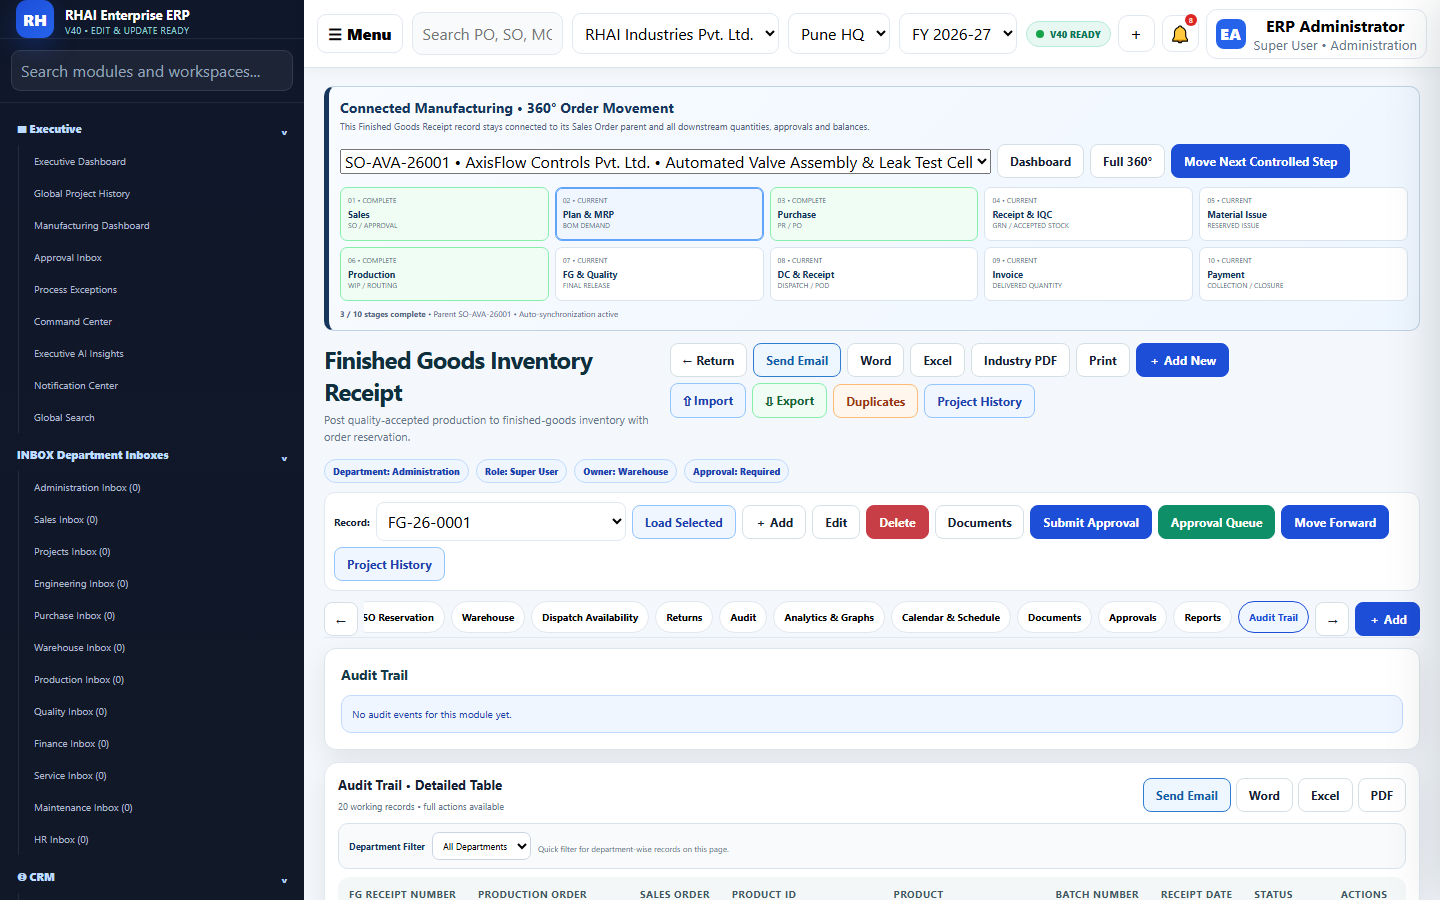 RH
RHAI Enterprise ERP
V40 • EDIT & UPDATE READY
Search modules and workspaces...
Executive
Executive Dashboard
Global Project History
Manufacturing Dashboard
Approval Inbox
Process Exceptions
Command Center
Executive AI Insights
Notification Center
Global Search
INBOX Department Inboxes
Administration Inbox (0)
Sales Inbox (0)
Projects Inbox (0)
Engineering Inbox (0)
Purchase Inbox (0)
Warehouse Inbox (0)
Production Inbox (0)
Quality Inbox (0)
Finance Inbox (0)
Service Inbox (0)
Maintenance Inbox (0)
HR Inbox (0)
CRM
☰ Menu
Search PO, SO, MC
RHAI Industries Pvt. Ltd.
Pune HQ
FY 2026-27
V40 READY
+
8
EA
ERP Administrator
Super User • Administration
Connected Manufacturing • 360° Order Movement
This Finished Goods Receipt record stays connected to its Sales Order parent and all downstream quantities, approvals and balances.
SO-AVA-26001 • AxisFlow Controls Pvt. Ltd. • Automated Valve Assembly & Leak Test Cell
Dashboard
Full 360°
Move Next Controlled Step
01 • COMPLETE
Sales
SO / APPROVAL
02 • CURRENT
Plan & MRP
BOM DEMAND
03 • COMPLETE
Purchase
PR / PO
04 • CURRENT
Receipt & IQC
GRN / ACCEPTED STOCK
05 • CURRENT
Material Issue
RESERVED ISSUE
06 • COMPLETE
Production
WIP / ROUTING
07 • CURRENT
FG & Quality
FINAL RELEASE
08 • CURRENT
DC & Receipt
DISPATCH / POD
09 • CURRENT
Invoice
DELIVERED QUANTITY
10 • CURRENT
Payment
COLLECTION / CLOSURE
3 / 10 stages complete • Parent SO-AVA-26001 • Auto-synchronization active
Finished Goods Inventory
Receipt
Post quality-accepted production to finished-goods inventory with
order reservation.
← Return
Send Email
Word
Excel
Industry PDF
Print
+ Add New
⇧ Import
⇩ Export
Duplicates
Project History
Department: Administration
Role: Super User
Owner: Warehouse
Approval: Required
Record:
FG-26-0001
Load Selected
+ Add
Edit
Delete
Documents
Submit Approval
Approval Queue
Move Forward
Project History
←
SO Reservation
Warehouse
Dispatch Availability
Returns
Audit
Analytics & Graphs
Calendar & Schedule
Documents
Approvals
Reports
Audit Trail
→
+ Add
Audit Trail
No audit events for this module yet.
Audit Trail • Detailed Table
20 working records • full actions available
Send Email
Word
Excel
PDF
Department Filter
All Departments
Quick filter for department-wise records on this page.
FG RECEIPT NUMBER
PRODUCTION ORDER
SALES ORDER
PRODUCT ID
PRODUCT
BATCH NUMBER
RECEIPT DATE
STATUS
ACTIONS